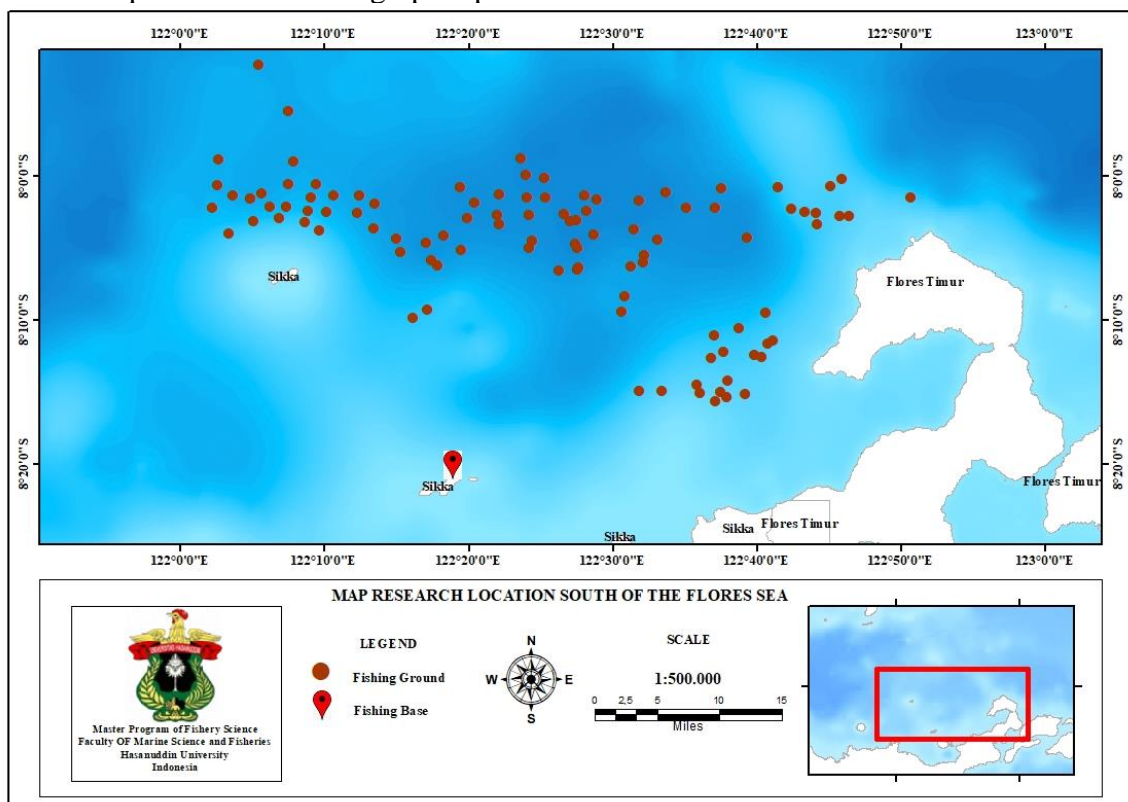 122°0'0"E 122°10'0"E 122°20'0"E 122°30'0"E 122°40'0"E 122°50'0"E 123°0'0"E
8°0'0"S 8°0'0"S
Sikka
Flores Timur
8°10'0"S 8°10'0"S
8°20'0"S 8°20'0"S
Sikka
Flores Timur
Sikka
Sikka
Flores Timur
122°0'0"E 122°10'0"E 122°20'0"E 122°30'0"E 122°40'0"E 122°50'0"E 123°0'0"E
MAP RESEARCH LOCATION SOUTH OF THE FLORES SEA
UNIVERSITAS HASANUDDIN
Master Program of Fishery Science
Faculty OF Marine Science and Fisheries
Hasanuddin University
Indonesia
LEGEND
Fishing Ground
Fishing Base
N
W E
S
SCALE
1:500.000
0 2,5 5 10 15
Miles